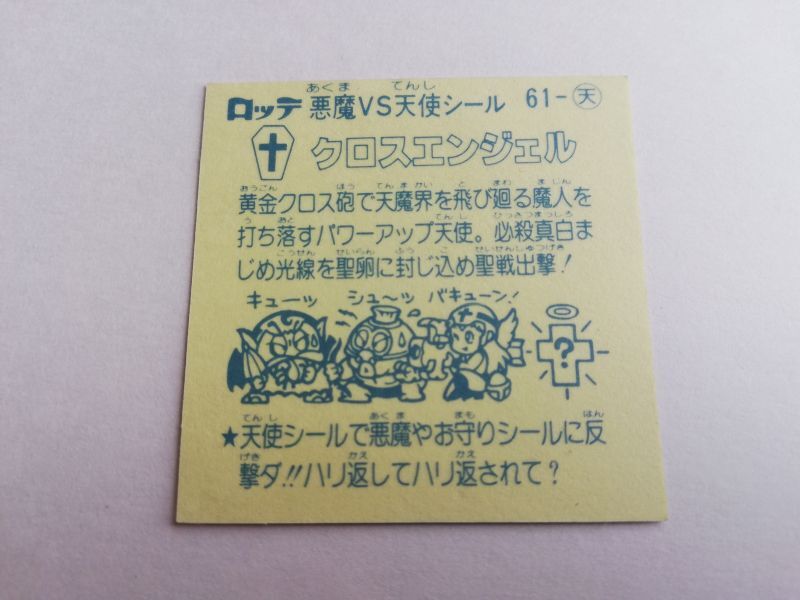 ロッテ 悪魔VS天使シール 61-天
クロスエンジェル
黄金クロス砲で天魔界を飛び廻る魔人を
打ち落すパワーアップ天使。必殺真白ま
じめ光線を聖卵に封じ込め聖戦出撃!
キューッ シュ〜ッ バキューン!
?
★天使シールで悪魔やお守りシールに反
撃ダ!!ハリ返してハリ返されて?